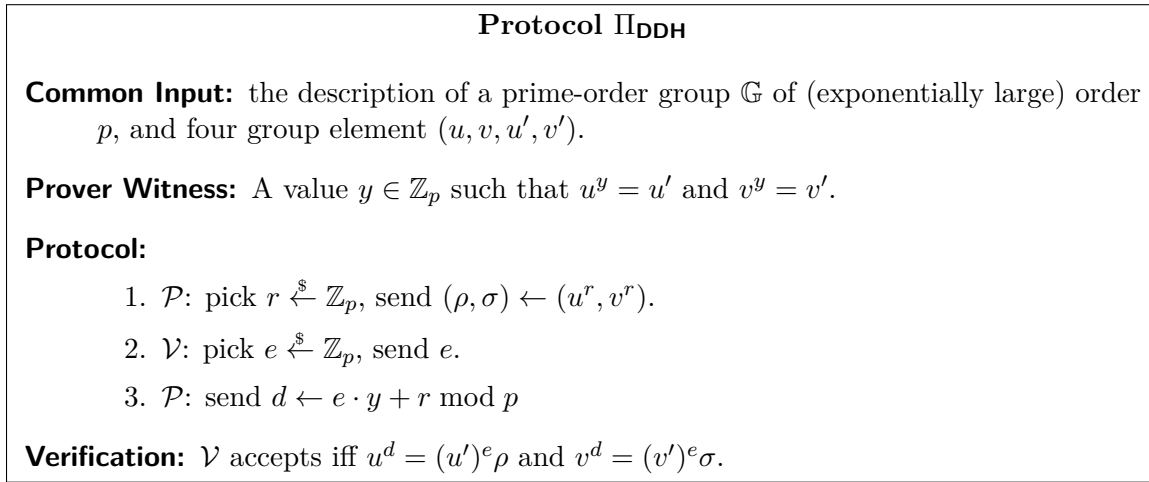 Protocol Π_DDH
Common Input: the description of a prime-order group 𝔾 of (exponentially large) order
p, and four group element (u, v, u′, v′).
Prover Witness: A value y ∈ ℤ_p such that u^y = u′ and v^y = v′.
Protocol:
1. 𝒫: pick r ←$ ℤ_p, send (ρ, σ) ← (u^r, v^r).
2. 𝒱: pick e ←$ ℤ_p, send e.
3. 𝒫: send d ← e · y + r mod p
Verification: 𝒱 accepts iff u^d = (u′)^e ρ and v^d = (v′)^e σ.